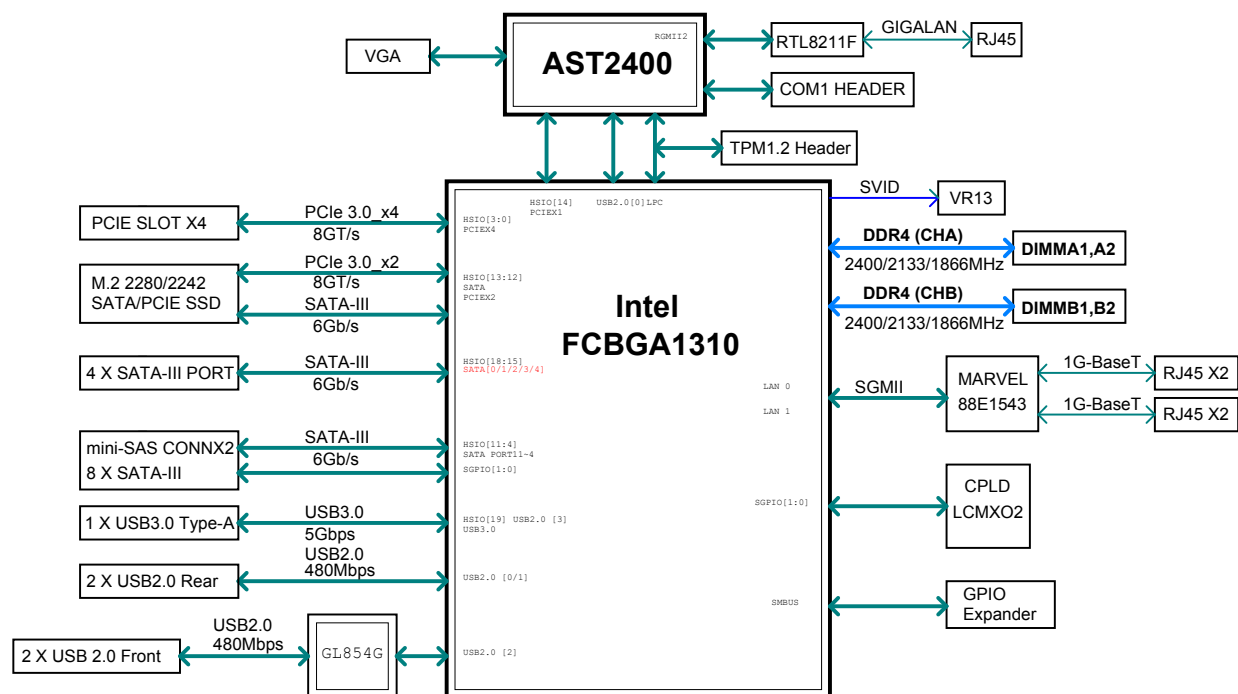 RGMII2
AST2400
VGA
RTL8211F
GIGALAN
RJ45
COM1 HEADER
TPM1.2 Header
HSIO[14]
PCIEX1
USB2.0[0]
LPC
SVID
VR13
PCIE SLOT X4
PCIe 3.0_x4
8GT/s
HSIO[3:0]
PCIEX4
DDR4 (CHA)
2400/2133/1866MHz
DIMMA1,A2
M.2 2280/2242
SATA/PCIE SSD
PCIe 3.0_x2
8GT/s
SATA-III
6Gb/s
HSIO[13:12]
SATA
PCIEX2
Intel
FCBGA1310
DDR4 (CHB)
2400/2133/1866MHz
DIMMB1,B2
4 X SATA-III PORT
SATA-III
6Gb/s
HSIO[18:15]
SATA[0/1/2/3/4]
LAN 0
LAN 1
SGMII
MARVEL
88E1543
1G-BaseT
RJ45 X2
1G-BaseT
RJ45 X2
mini-SAS CONNX2
8 X SATA-III
SATA-III
6Gb/s
HSIO[11:4]
SATA PORT11-4
SGPIO[1:0]
SGPIO[1:0]
CPLD
LCMXO2
1 X USB3.0 Type-A
USB3.0
5Gbps
HSIO[19] USB2.0 [3]
USB3.0
2 X USB2.0 Rear
USB2.0
480Mbps
USB2.0 [0/1]
SMBUS
GPIO
Expander
2 X USB 2.0 Front
USB2.0
480Mbps
GL854G
USB2.0 [2]